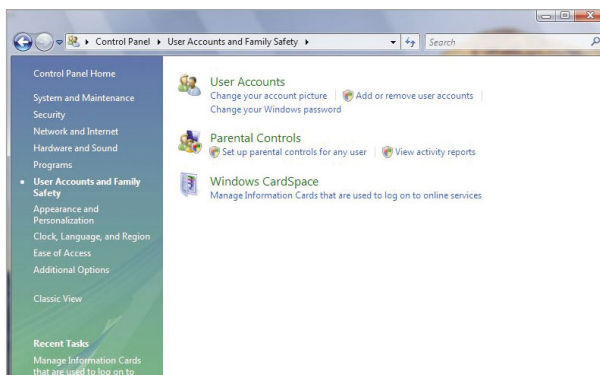 Control Panel
User Accounts and Family Safety
Search
Control Panel Home
System and Maintenance
Security
Network and Internet
Hardware and Sound
Programs
User Accounts and Family
Safety
Appearance and
Personalization
Clock, Language, and Region
Ease of Access
Additional Options
Classic View
Recent Tasks
Manage Information Cards
that are used to log on to
User Accounts
Change your account picture
Add or remove user accounts
Change your Windows password
Parental Controls
Set up parental controls for any user
View activity reports
Windows CardSpace
Manage Information Cards that are used to log on to online services